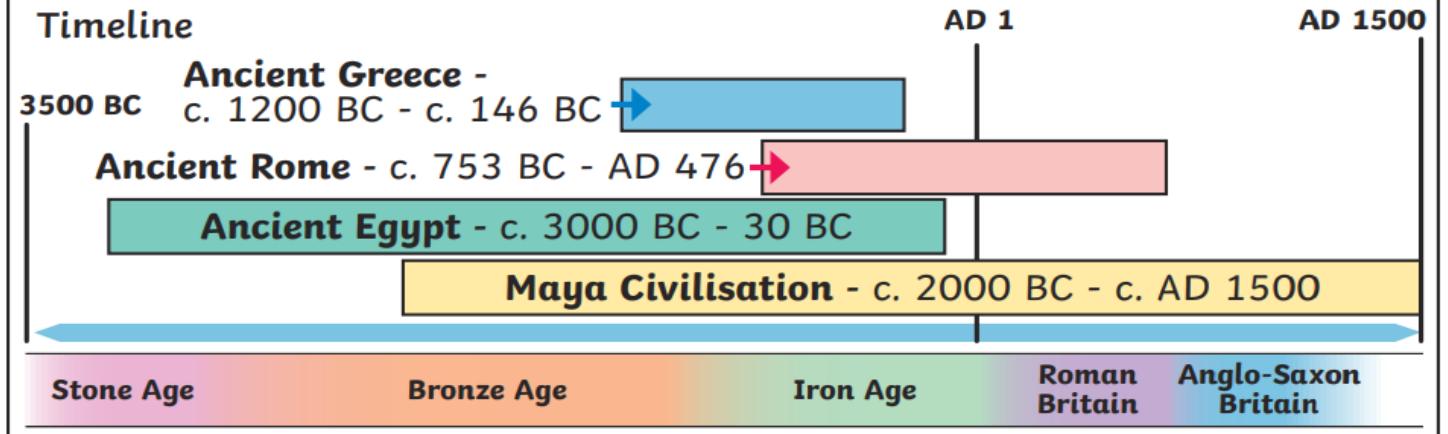 Timeline
AD 1
AD 1500
3500 BC
Ancient Greece -
c. 1200 BC - c. 146 BC
Ancient Rome - c. 753 BC - AD 476
Ancient Egypt - c. 3000 BC - 30 BC
Maya Civilisation - c. 2000 BC - c. AD 1500
Stone Age
Bronze Age
Iron Age
Roman
Britain
Anglo-Saxon
Britain